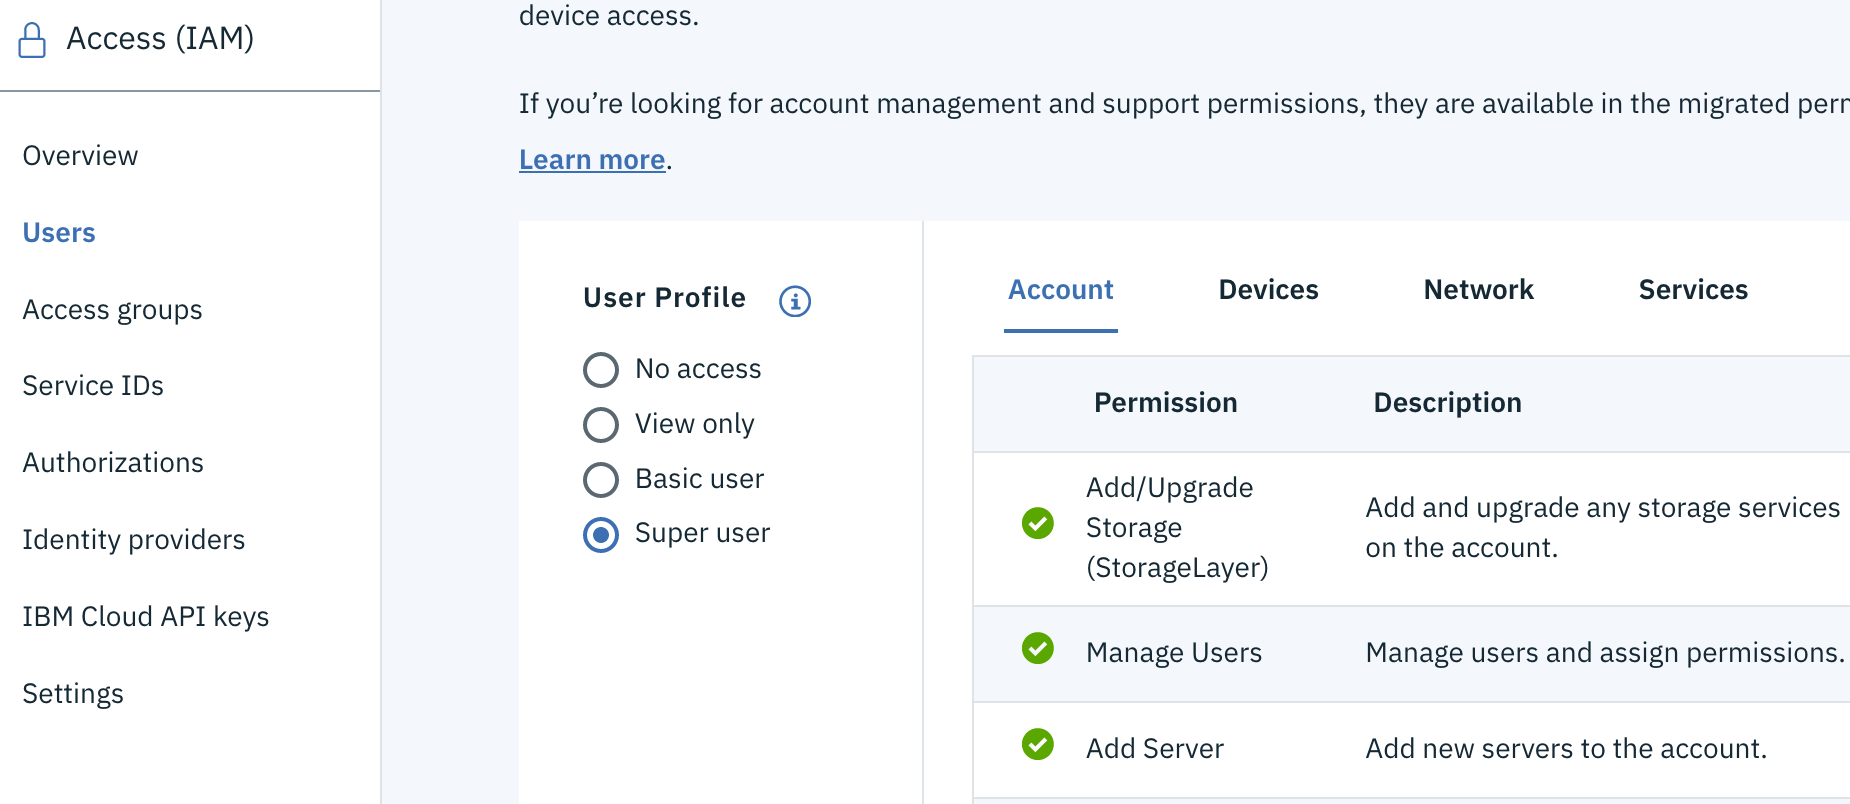 Access (IAM)
Overview
Users
Access groups
Service IDs
Authorizations
Identity providers
IBM Cloud API keys
Settings
device access.
If you’re looking for account management and support permissions, they are available in the migrated
Learn more.
User Profile
No access
View only
Basic user
Super user
Account Devices Network Services
Permission Description
Add/Upgrade
Storage
(StorageLayer)
Add and upgrade any storage services
on the account.
Manage Users Manage users and assign permissions.
Add Server Add new servers to the account.